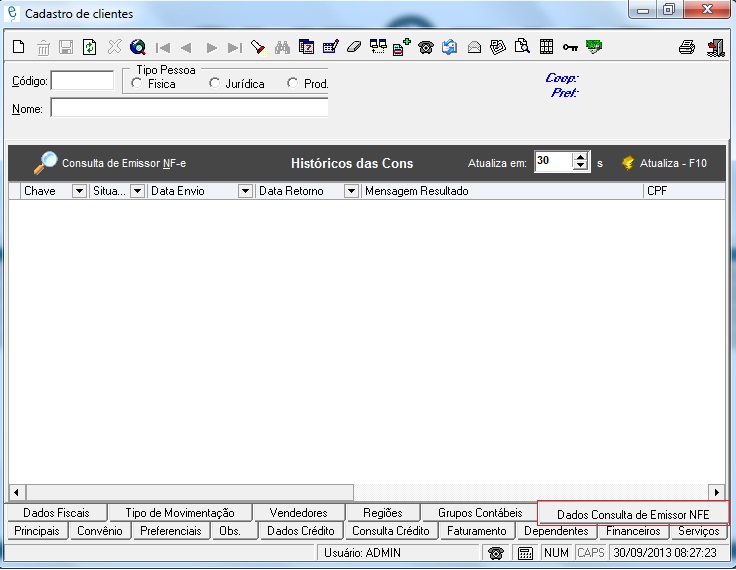 Cadastro de clientes
Código: Tipo Pessoa Fisica Jurídica Prod. Coop:
Nome: Pref:
Consulta de Emissor NF-e Históricos das Cons Atualiza em: 30 s Atualiza - F10
Chave Situa... Data Envio Data Retorno Mensagem Resultado CPF
Dados Fiscais Tipo de Movimentação Vendedores Regiões Grupos Contábeis Dados Consulta de Emissor NFE
Principais Convênio Preferenciais Obs. Dados Crédito Consulta Crédito Faturamento Dependentes Financeiros Serviços
Usuário: ADMIN NUM CAPS 30/09/2013 08:27:23